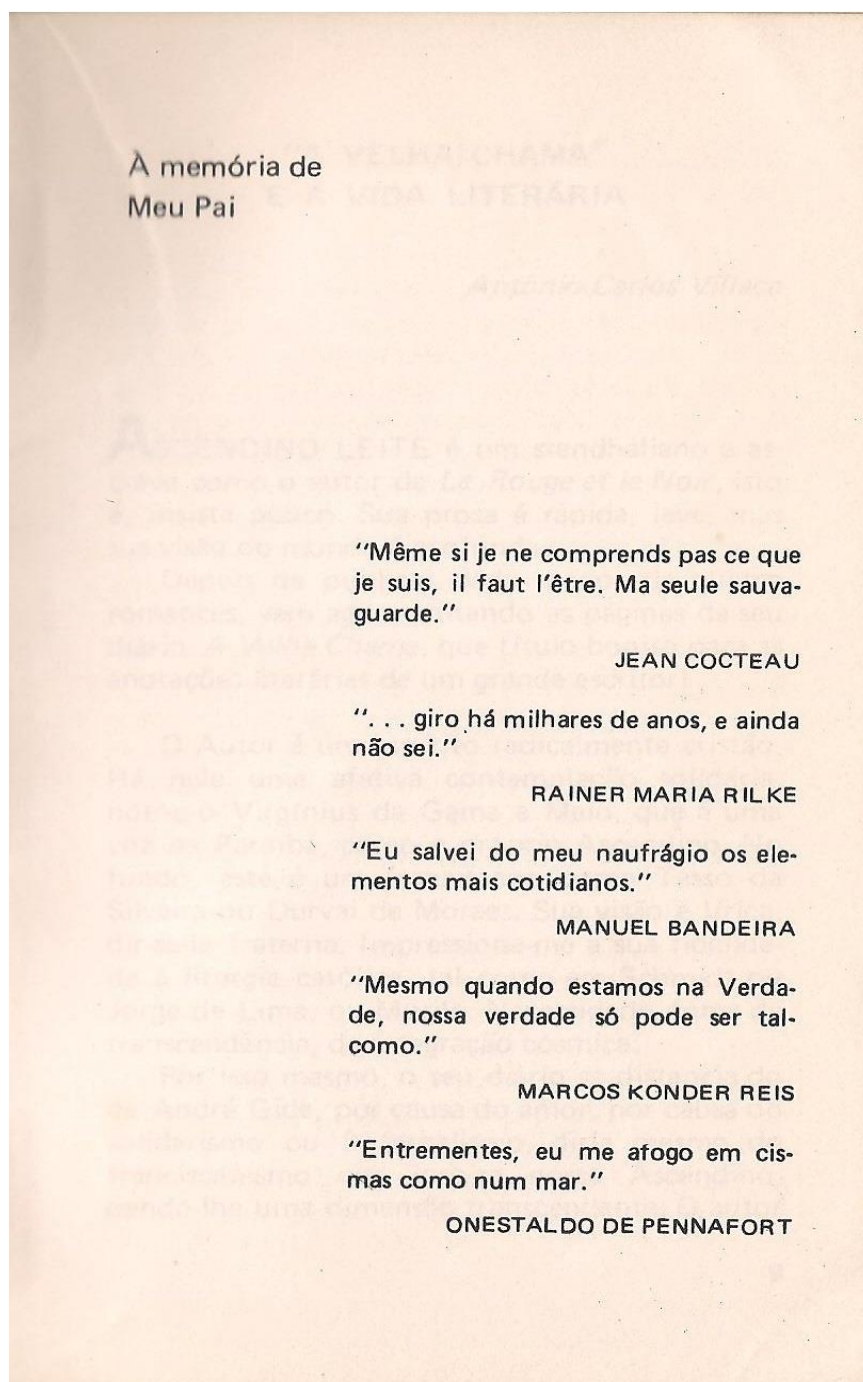 À memória de
Meu Pai
"Même si je ne comprends pas ce que
je suis, il faut l'être. Ma seule sauva-
guarde."
JEAN COCTEAU
". . . giro há milhares de anos, e ainda
não sei."
RAINER MARIA RILKE
"Eu salvei do meu naufrágio os ele-
mentos mais cotidianos."
MANUEL BANDEIRA
"Mesmo quando estamos na Verda-
de, nossa verdade só pode ser tal-
como."
MARCOS KONDER REIS
"Entrementes, eu me afogo em cis-
mas como num mar."
ONESTALDO DE PENNAFORT